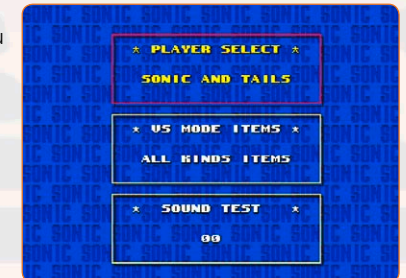 * PLAYER SELECT *
SONIC AND TAILS
* VS MODE ITEMS *
ALL KINDS ITEMS
* SOUND TEST *
00